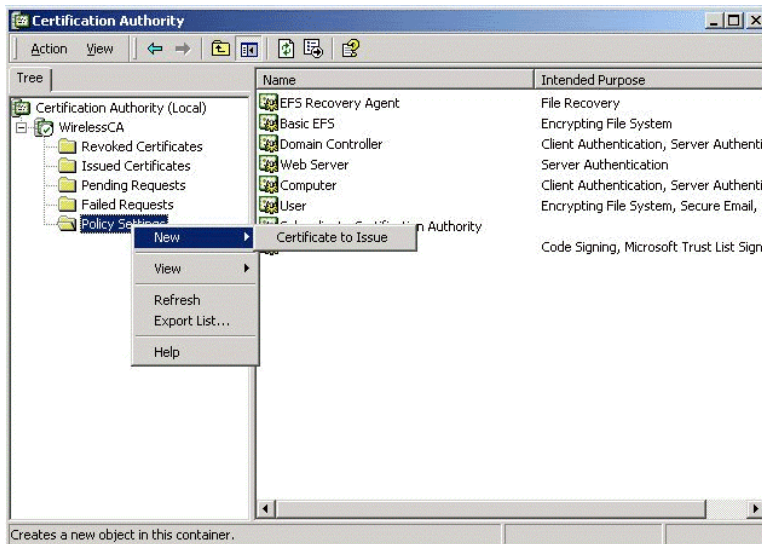 Certification Authority
Action View
Tree
Name Intended Purpose
Certification Authority (Local)
WirelessCA
Revoked Certificates
Issued Certificates
Pending Requests
Failed Requests
Policy Settings
EFS Recovery Agent File Recovery
Basic EFS Encrypting File System
Domain Controller Client Authentication, Server Authenti
Web Server Server Authentication
Computer Client Authentication, Server Authenti
User Encrypting File System, Secure Email,
Authority
Code Signing, Microsoft Trust List Sign
New
Certificate to Issue
View
Refresh
Export List...
Help
Creates a new object in this container.